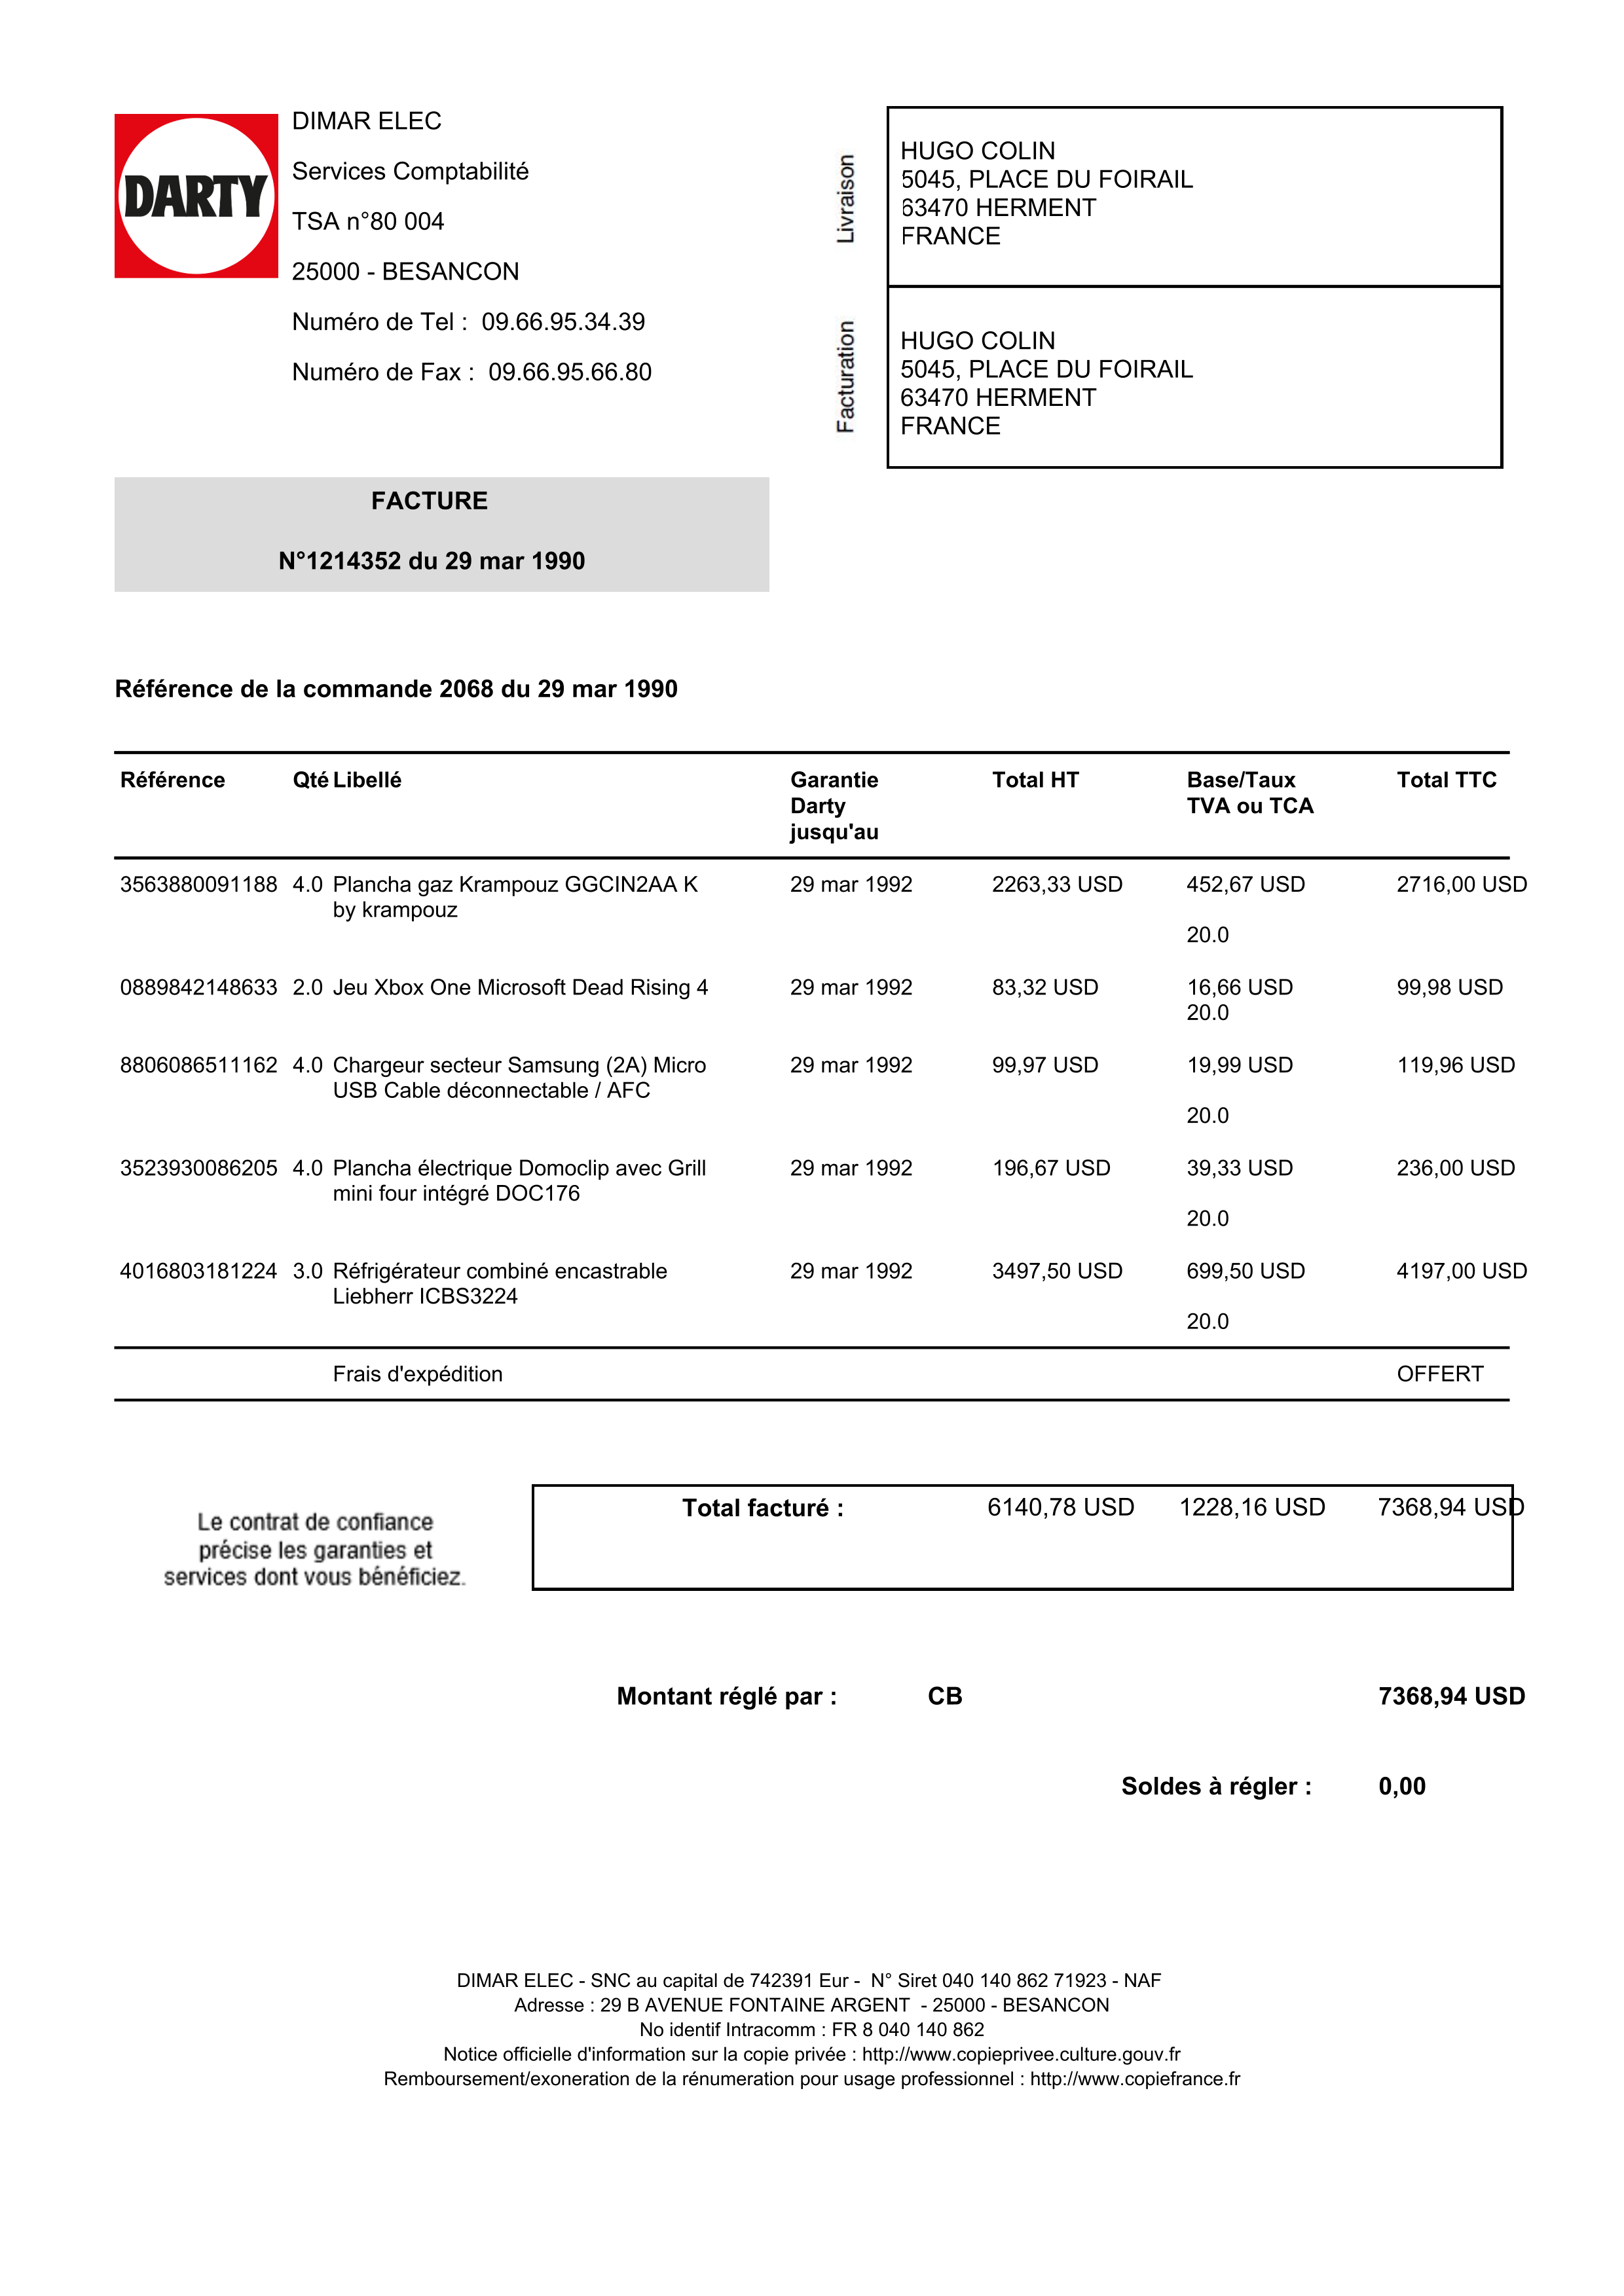 DARTY
DIMAR ELEC
Services Comptabilité
TSA n°80 004
25000 - BESANCON
Numéro de Tel : 09.66.95.34.39
Numéro de Fax : 09.66.95.66.80
Livraison
HUGO COLIN
5045, PLACE DU FOIRAIL
63470 HERMENT
FRANCE
Facturation
HUGO COLIN
5045, PLACE DU FOIRAIL
63470 HERMENT
FRANCE
FACTURE
N°1214352 du 29 mar 1990
Référence de la commande 2068 du 29 mar 1990
Référence Qté Libellé Garantie Total HT Base/Taux Total TTC
Darty TVA ou TCA
jusqu'au
3563880091188 4.0 Plancha gaz Krampouz GGCIN2AA K 29 mar 1992 2263,33 USD 452,67 USD 2716,00 USD
by krampouz
20.0
0889842148633 2.0 Jeu Xbox One Microsoft Dead Rising 4 29 mar 1992 83,32 USD 16,66 USD 99,98 USD
20.0
8806086511162 4.0 Chargeur secteur Samsung (2A) Micro 29 mar 1992 99,97 USD 19,99 USD 119,96 USD
USB Cable déconnectable / AFC
20.0
3523930086205 4.0 Plancha électrique Domoclip avec Grill 29 mar 1992 196,67 USD 39,33 USD 236,00 USD
mini four intégré DOC176
20.0
4016803181224 3.0 Réfrigérateur combiné encastrable 29 mar 1992 3497,50 USD 699,50 USD 4197,00 USD
Liebherr ICBS3224
20.0
Frais d'expédition OFFERT
Total facturé : 6140,78 USD 1228,16 USD 7368,94 USD
Le contrat de confiance
précise les garanties et
services dont vous bénéficiez.
Montant réglé par : CB 7368,94 USD
Soldes à régler : 0,00
DIMAR ELEC - SNC au capital de 742391 Eur - N° Siret 040 140 862 71923 - NAF
Adresse : 29 B AVENUE FONTAINE ARGENT - 25000 - BESANCON
No identif Intracomm : FR 8 040 140 862
Notice officielle d'information sur la copie privée : http://www.copieprivee.culture.gouv.fr
Remboursement/exoneration de la rénumeration pour usage professionnel : http://www.copiefrance.fr